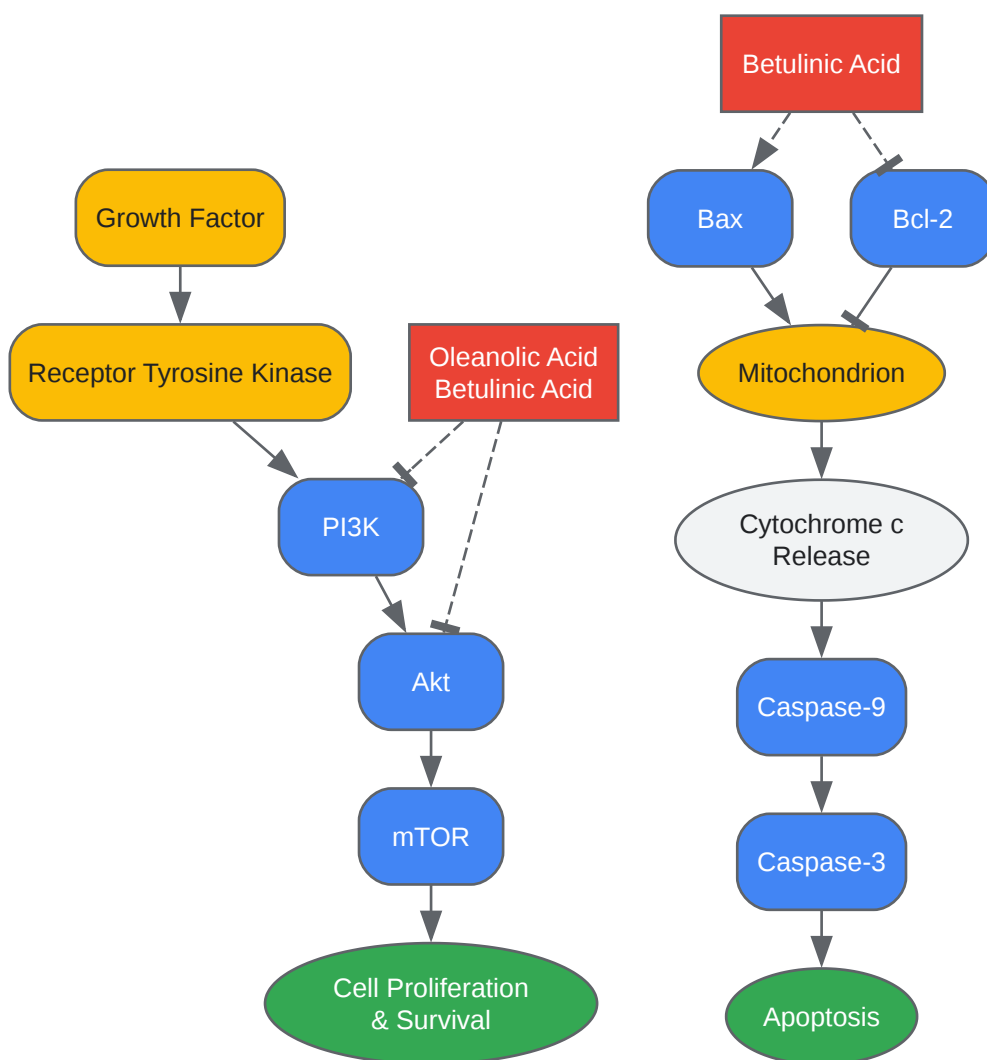 Growth Factor
Receptor Tyrosine Kinase
Oleanolic Acid
Betulinic Acid
PI3K
Akt
mTOR
Cell Proliferation
& Survival
Betulinic Acid
Bax
Bcl-2
Mitochondrion
Cytochrome c
Release
Caspase-9
Caspase-3
Apoptosis